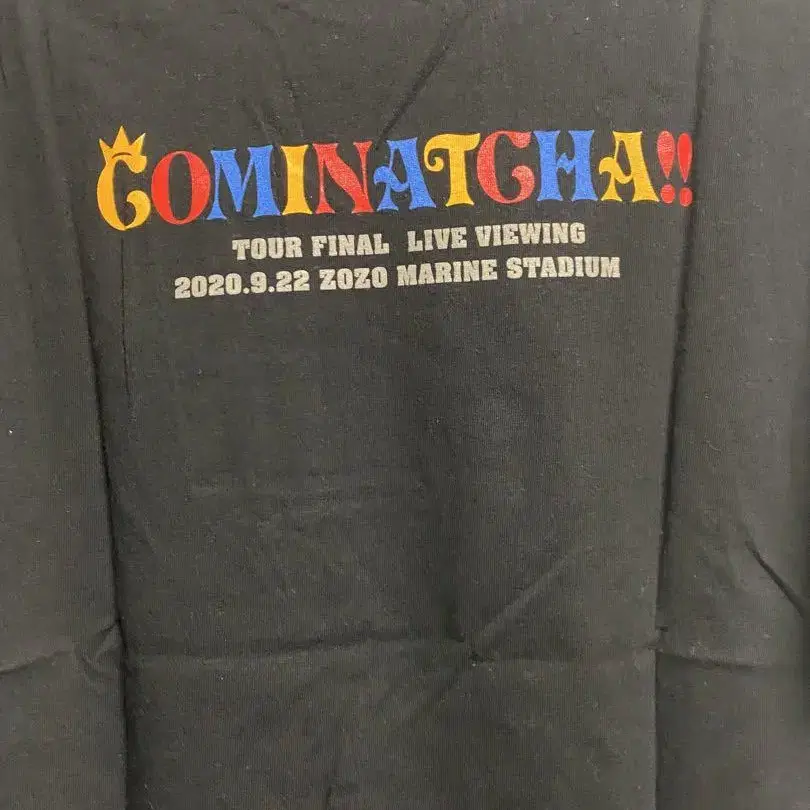 COMINATCHA!!
TOUR FINAL LIVE VIEWING
2020.9.22 ZOZO MARINE STADIUM